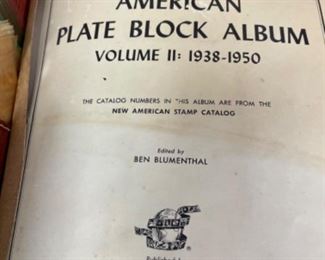 AMERICAN
PLATE BLOCK ALBUM
VOLUME II: 1938-1950
THE CATALOG NUMBERS IN THIS ALBUM ARE FROM THE
NEW AMERICAN STAMP CATALOG
Edited by
BEN BLUMENTHAL
Published